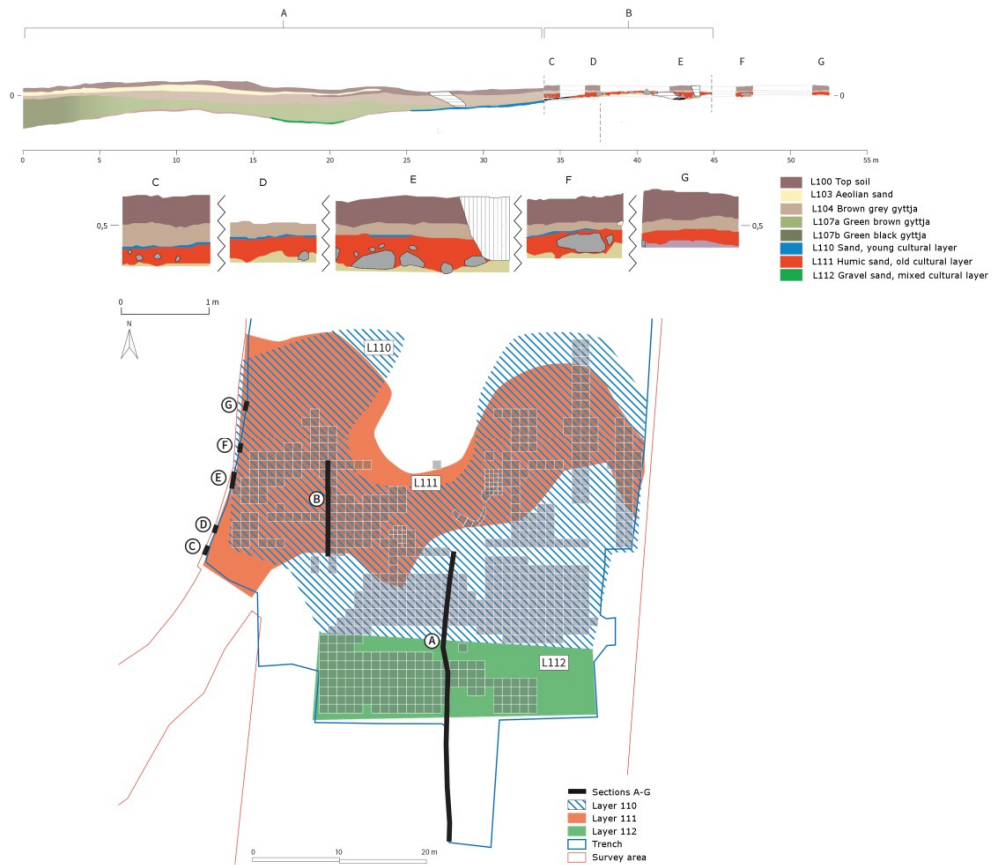 A
B
C
D
E
F
G
0
0
0
5
10
15
20
25
30
35
40
45
50
55 m
C
D
E
F
G
0,5
0,5
L100 Top soil
L103 Aeolian sand
L104 Brown grey gyttja
L107a Green brown gyttja
L107b Green black gyttja
L110 Sand, young cultural layer
L111 Humic sand, old cultural layer
L112 Gravel sand, mixed cultural layer
0
1 m
N
L110
G
F
E
L111
B
D
C
A
L112
Sections A-G
Layer 110
Layer 111
Layer 112
Trench
Survey area
0
10
20 m